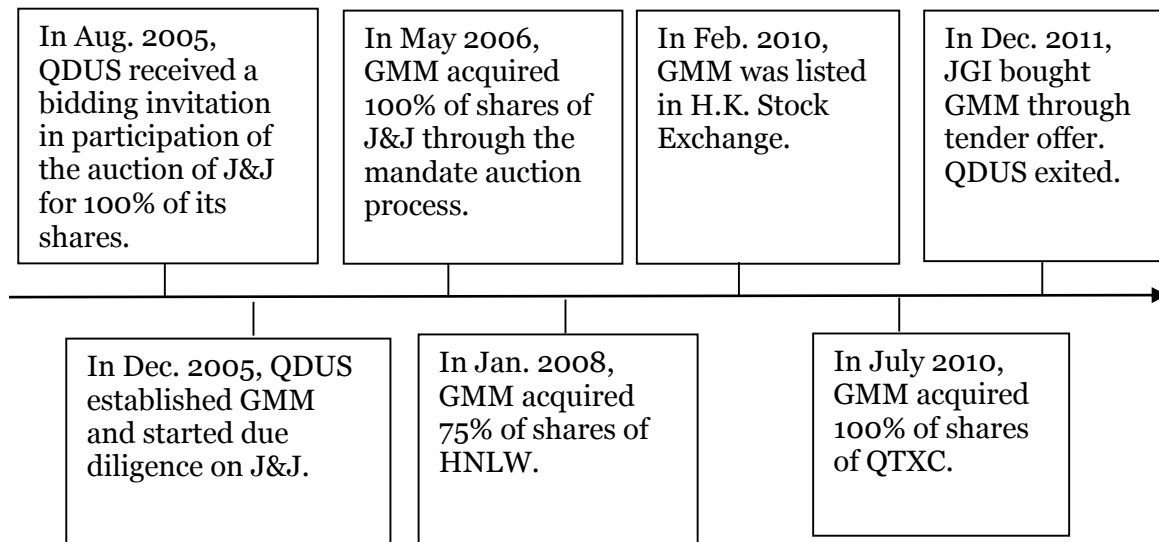 In Aug. 2005,
QDUS received a
bidding invitation
in participation of
the auction of J&J
for 100% of its
shares.
In May 2006,
GMM acquired
100% of shares of
J&J through the
mandate auction
process.
In Feb. 2010,
GMM was listed
in H.K. Stock
Exchange.
In Dec. 2011,
JGI bought
GMM through
tender offer.
QDUS exited.
In Dec. 2005, QDUS
established GMM
and started due
diligence on J&J.
In Jan. 2008,
GMM acquired
75% of shares of
HNLW.
In July 2010,
GMM acquired
100% of shares
of QTXC.